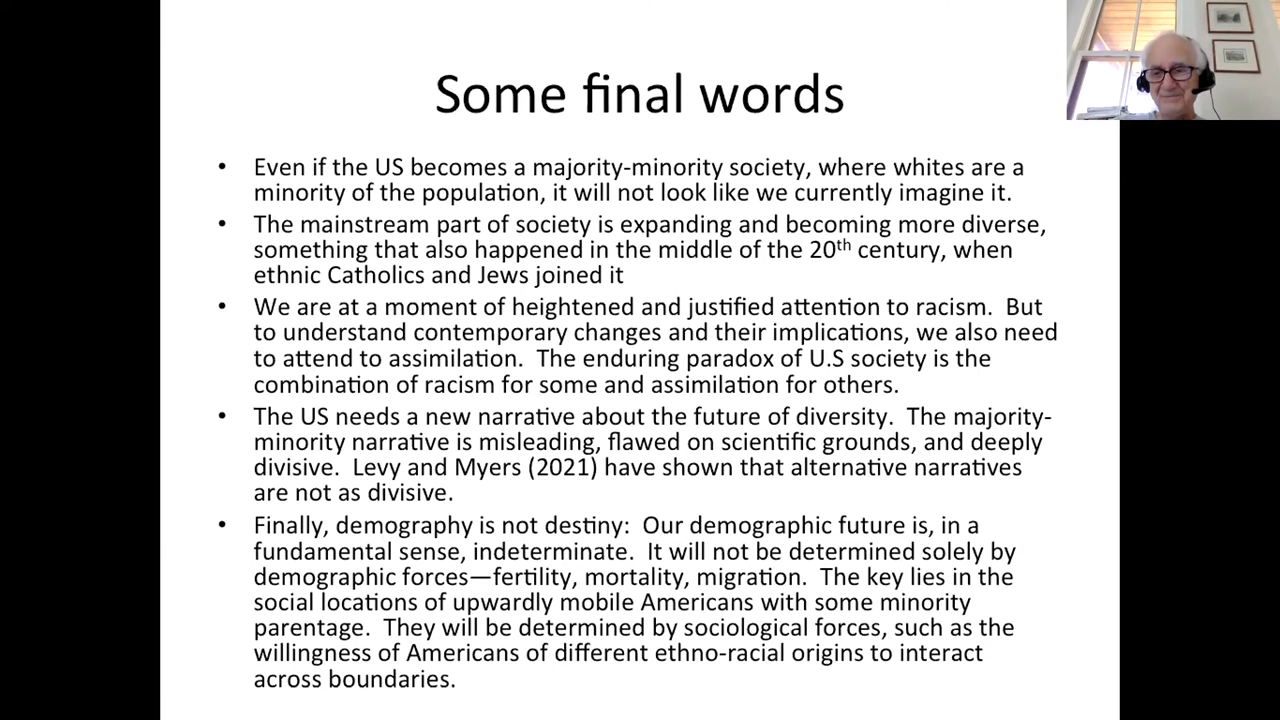 Some final words
• Even if the US becomes a majority-minority society, where whites are a
minority of the population, it will not look like we currently imagine it.
• The mainstream part of society is expanding and becoming more diverse,
something that also happened in the middle of the 20th century, when
ethnic Catholics and Jews joined it
• We are at a moment of heightened and justified attention to racism.  But
to understand contemporary changes and their implications, we also need
to attend to assimilation.  The enduring paradox of U.S society is the
combination of racism for some and assimilation for others.
• The US needs a new narrative about the future of diversity.  The majority-
minority narrative is misleading, flawed on scientific grounds, and deeply
divisive.  Levy and Myers (2021) have shown that alternative narratives
are not as divisive.
• Finally, demography is not destiny:  Our demographic future is, in a
fundamental sense, indeterminate.  It will not be determined solely by
demographic forces—fertility, mortality, migration.  The key lies in the
social locations of upwardly mobile Americans with some minority
parentage.  They will be determined by sociological forces, such as the
willingness of Americans of different ethno-racial origins to interact
across boundaries.